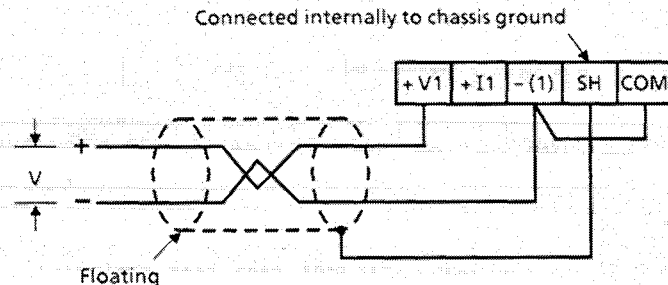 Connected internally to chassis ground
+ V1 + I1 – (1) SH COM
+
V
–
Floating